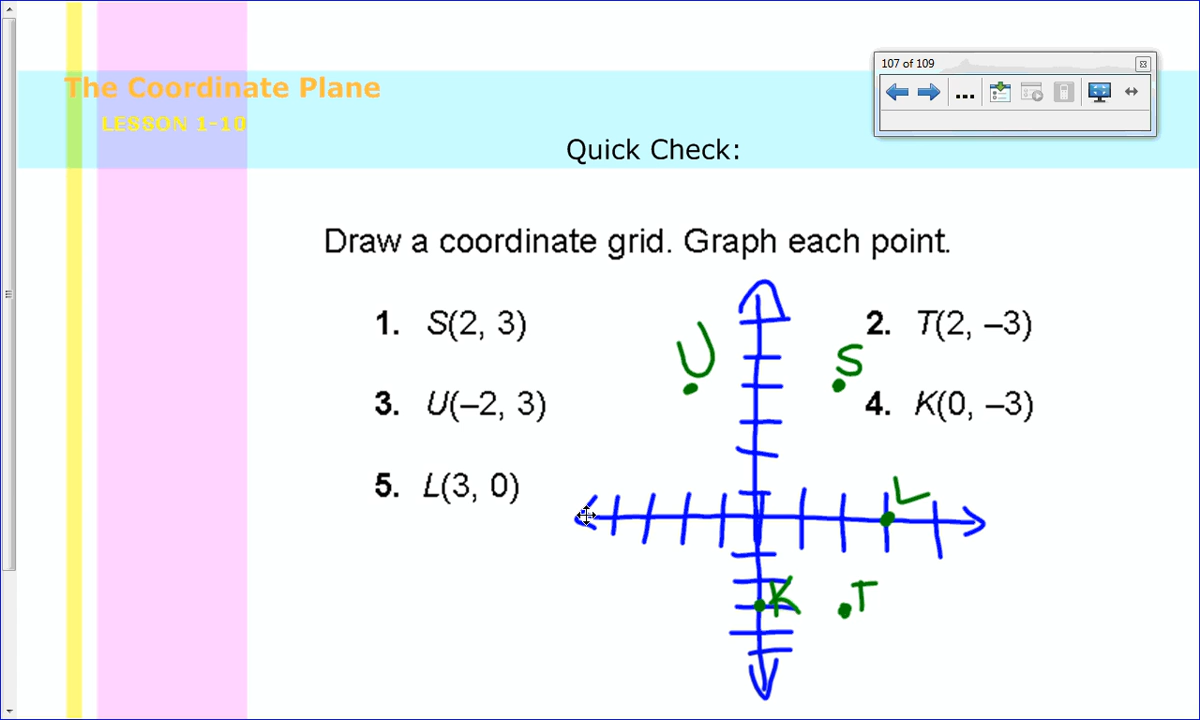 107 of 109
The Coordinate Plane
LESSON 1-10
Quick Check:
Draw a coordinate grid. Graph each point.
1. S(2, 3)
2. T(2, –3)
U
S
3. U(–2, 3)
4. K(0, –3)
5. L(3, 0)
L
K
T